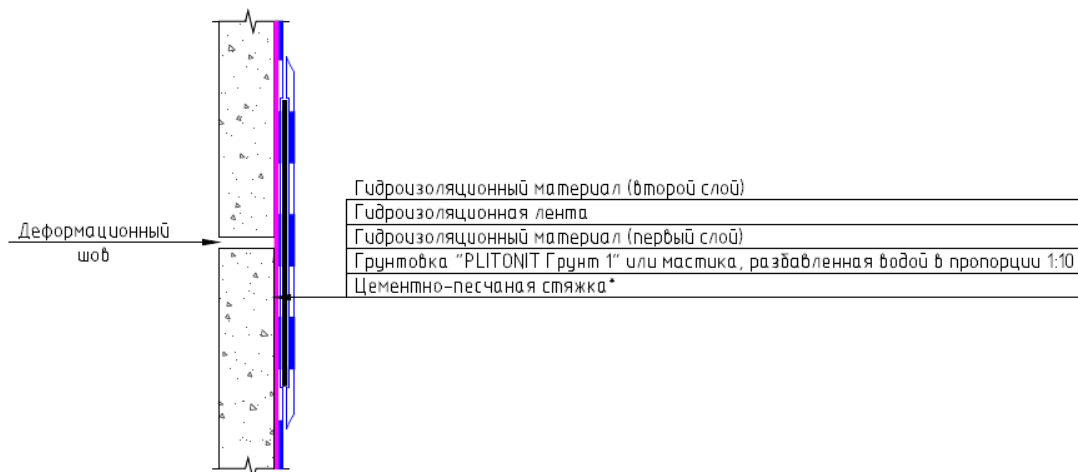 Деформационный
шов
Гидроизоляционный материал (второй слой)
Гидроизоляционная лента
Гидроизоляционный материал (первый слой)
Грунтовка "PLITONIT Грунт 1" или мастика, разбавленная водой в пропорции 1:10
Цементно-песчаная стяжка*